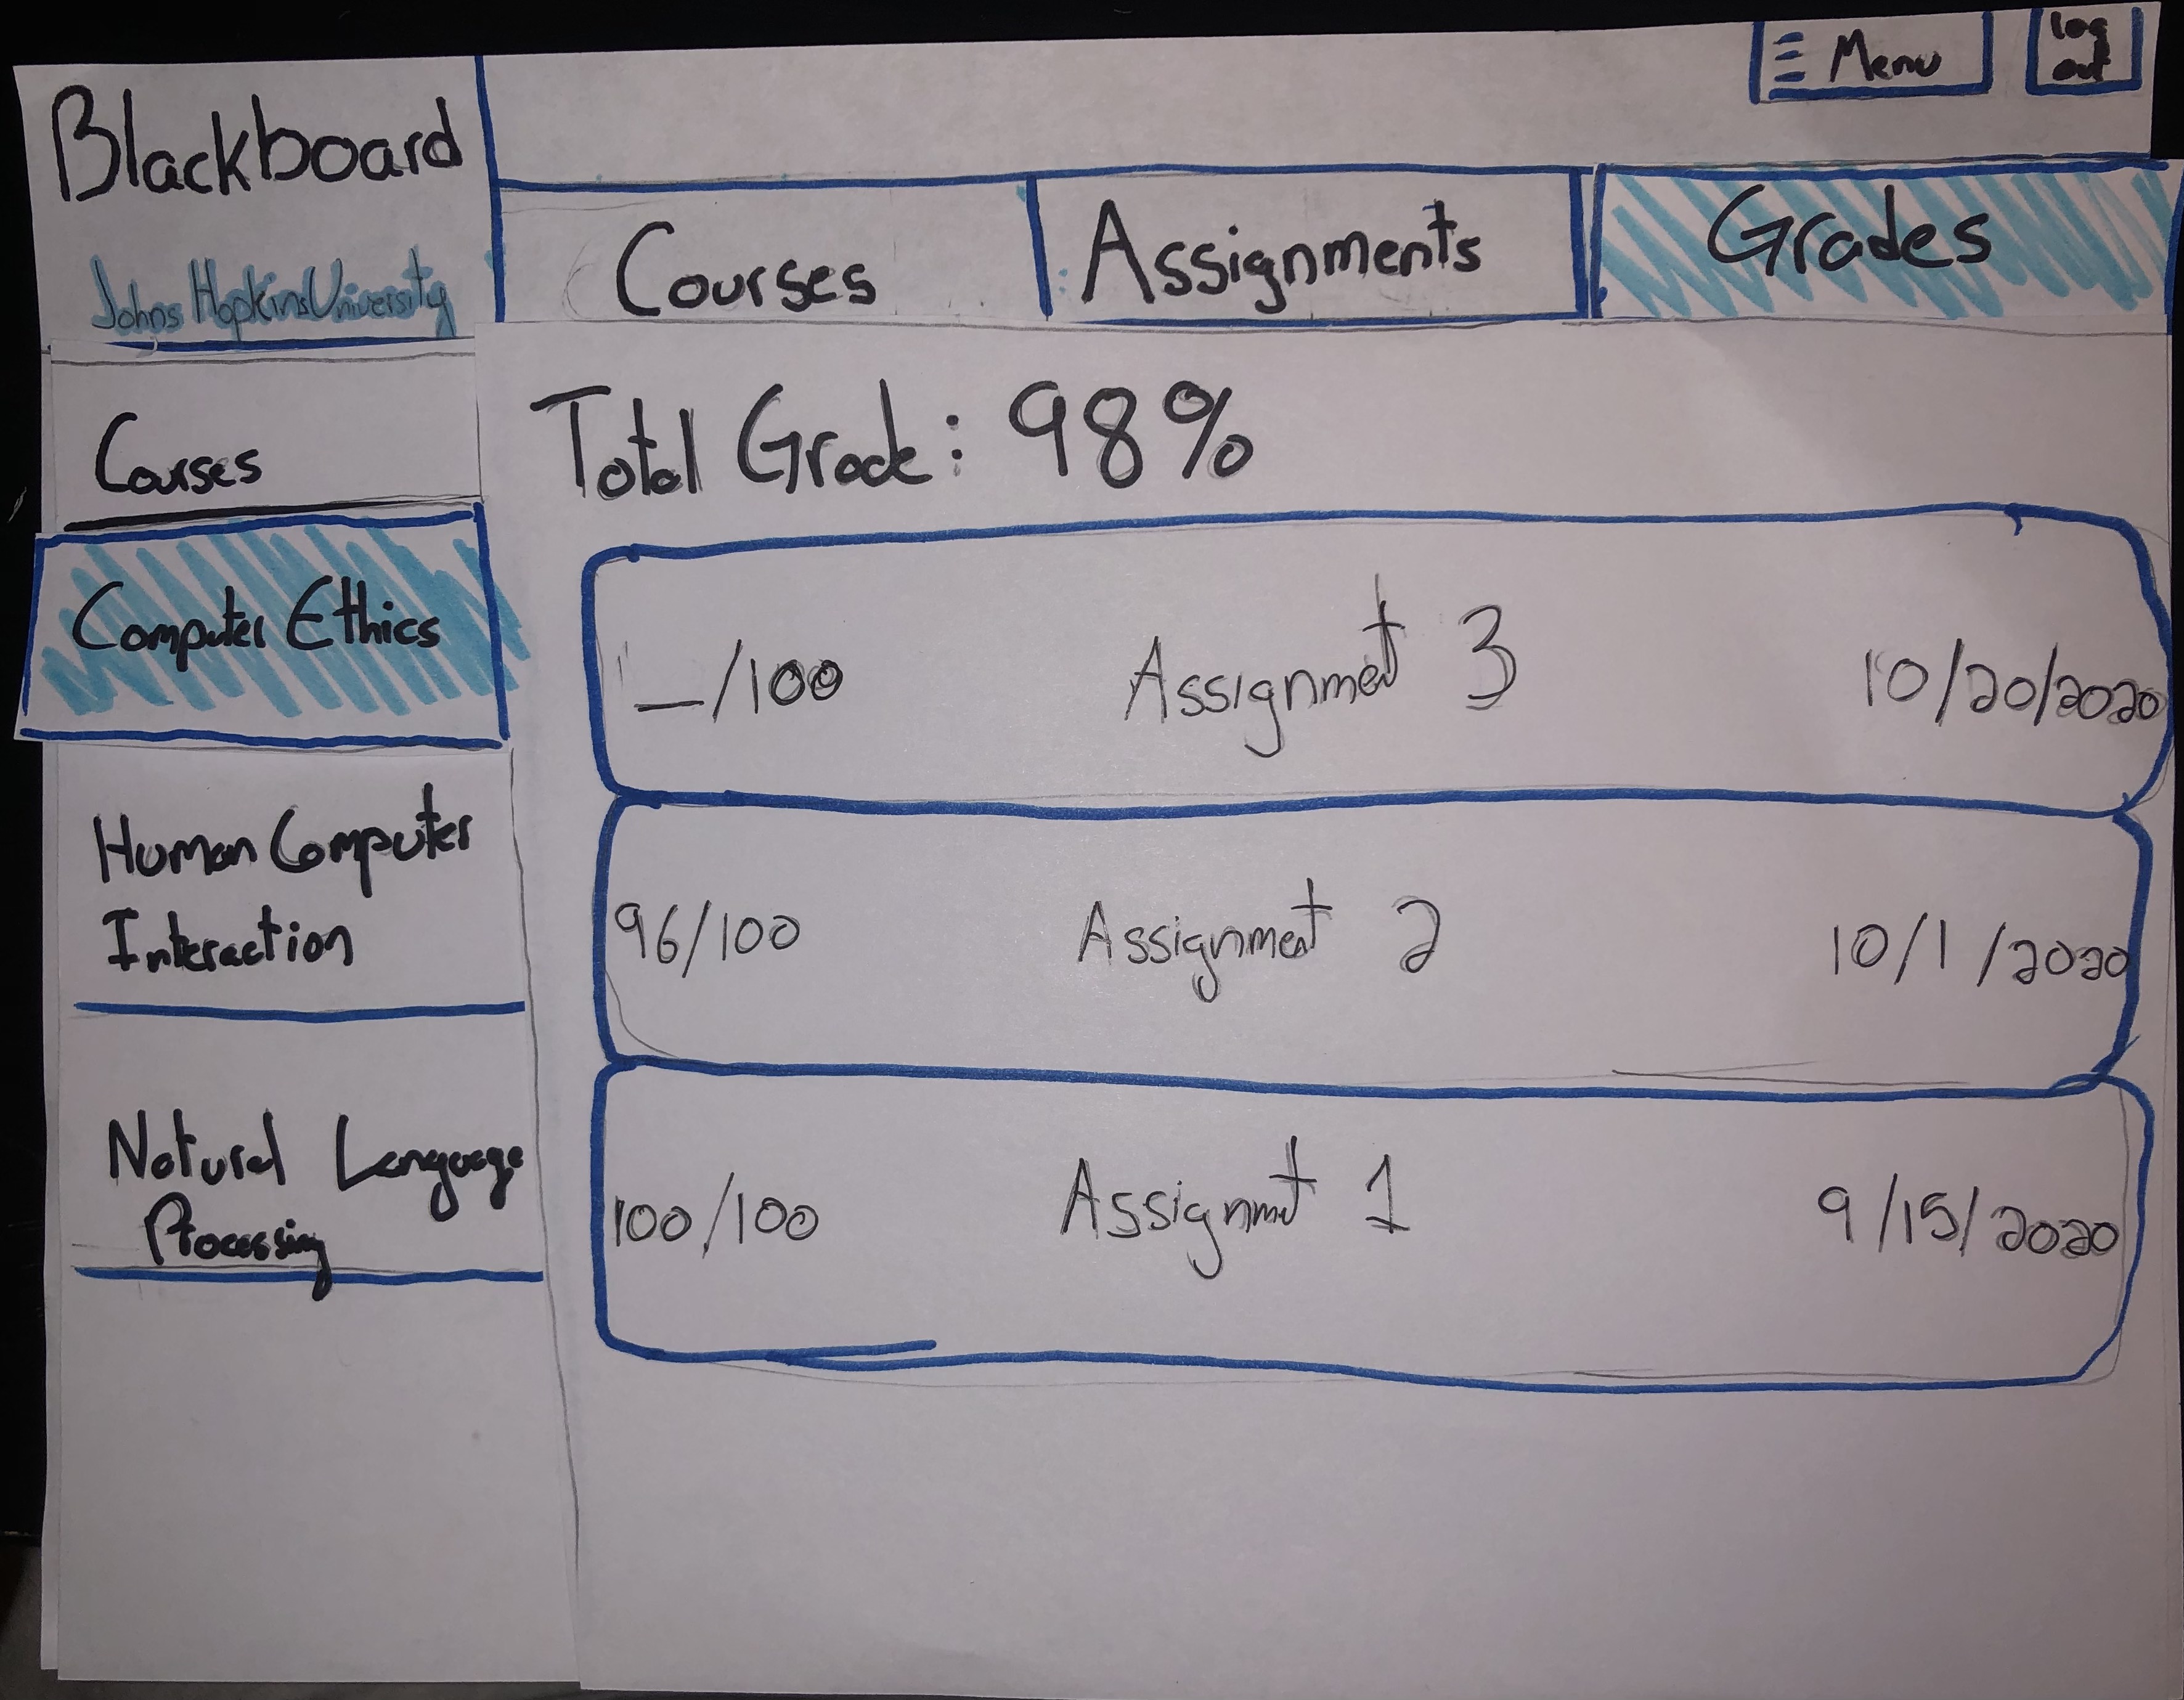 Blackboard
Johns Hopkins University
☰ Menu
Log
out
Courses
Assignments
Grades
Courses
Computer Ethics
Human Computer
Interaction
Natural Language
Processing
Total Grade: 98%
_/100 Assignment 3 10/20/2020
96/100 Assignment 2 10/1/2020
100/100 Assignmt 1 9/15/2020